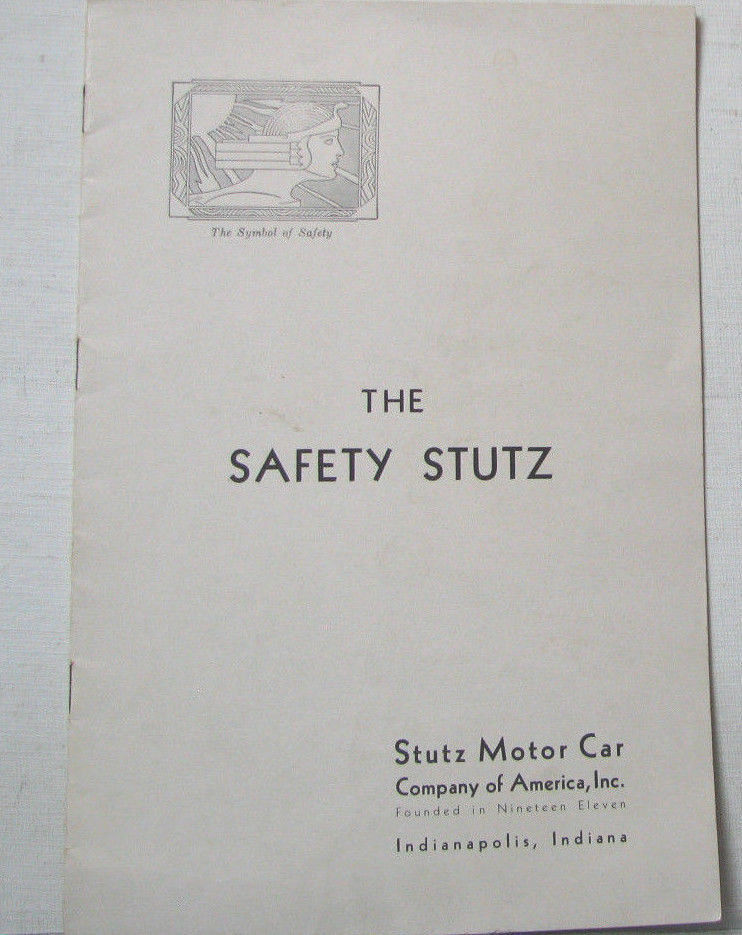 The Symbol of Safety
THE
SAFETY STUTZ
Stutz Motor Car
Company of America, Inc.
Founded in Nineteen Eleven
Indianapolis, Indiana